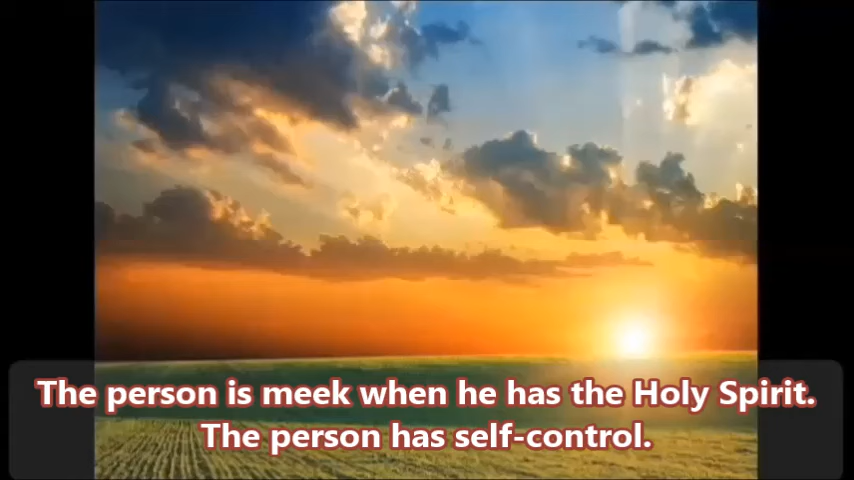 The person is meek when he has the Holy Spirit.
The person has self-control.